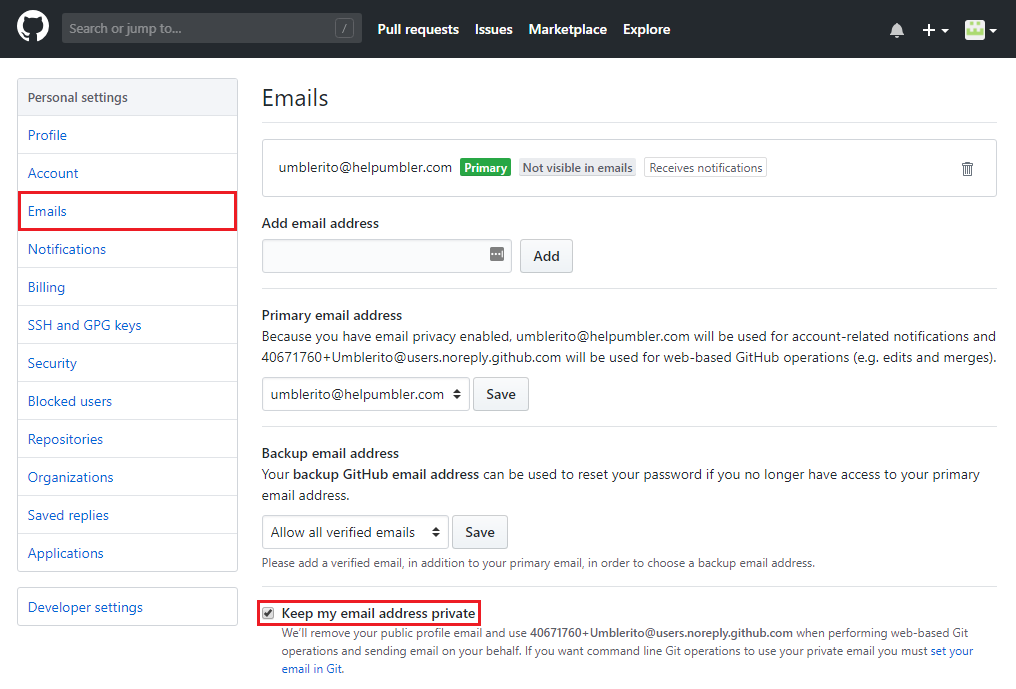 Search or jump to... / Pull requests Issues Marketplace Explore
Personal settings
Profile
Account
Emails
Notifications
Billing
SSH and GPG keys
Security
Blocked users
Repositories
Organizations
Saved replies
Applications
Developer settings
Emails
umblerito@helpumbler.com Primary Not visible in emails Receives notifications
Add email address
Add
Primary email address
Because you have email privacy enabled, umblerito@helpumbler.com will be used for account-related notifications and
40671760+Umblerito@users.noreply.github.com will be used for web-based GitHub operations (e.g. edits and merges).
umblerito@helpumbler.com Save
Backup email address
Your backup GitHub email address can be used to reset your password if you no longer have access to your primary
email address.
Allow all verified emails Save
Please add a verified email, in addition to your primary email, in order to choose a backup email address.
Keep my email address private
We'll remove your public profile email and use 40671760+Umblerito@users.noreply.github.com when performing web-based Git
operations and sending email on your behalf. If you want command line Git operations to use your private email you must set your
email in Git.